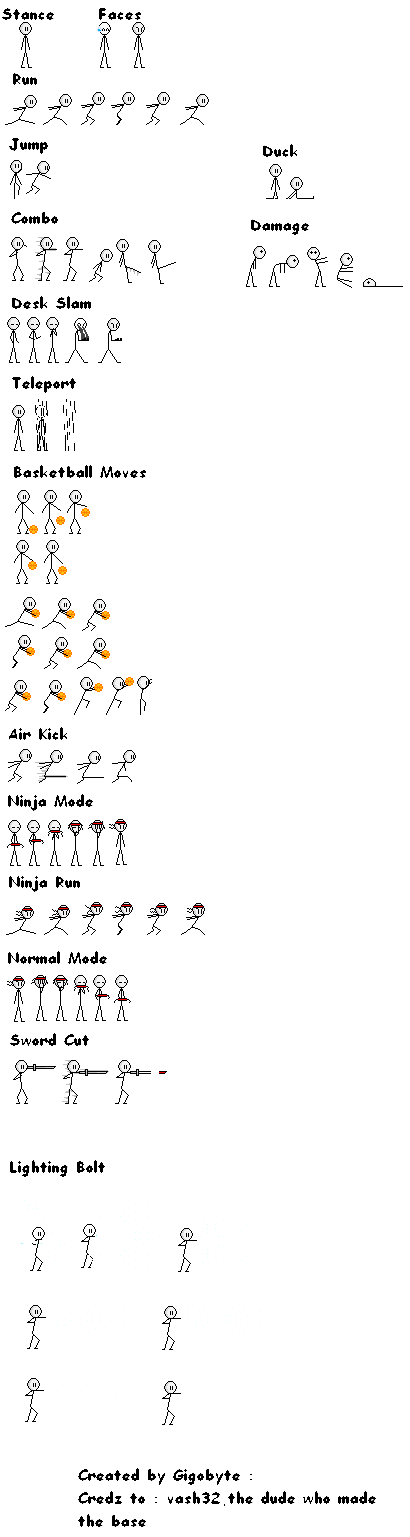 Stance
Faces
Run
Jump
Duck
Combo
Damage
Desk Slam
Teleport
Basketball Moves
Air Kick
Ninja Mode
Ninja Run
Normal Mode
Sword Cut
Lighting Bolt
Created by Gigobyte :
Credz to : vash32,the dude who made
the base